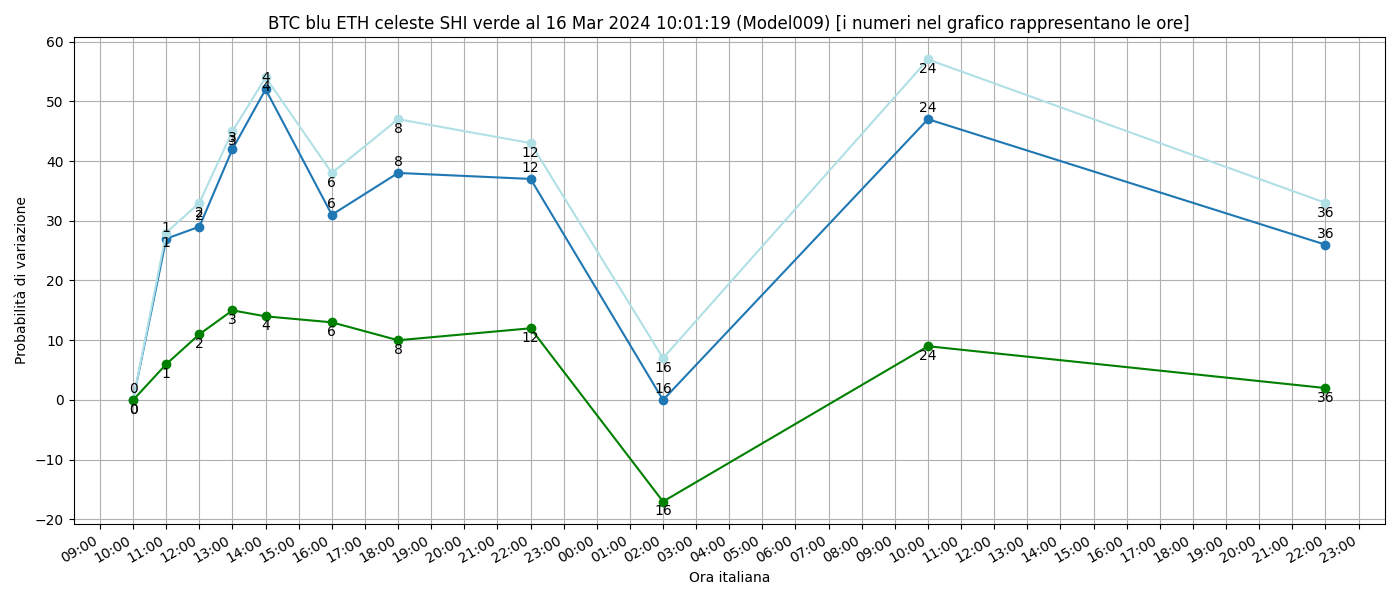 BTC blu ETH celeste SHI verde al 16 Mar 2024 10:01:19 (Model009) [i numeri nel grafico rappresentano le ore]
60
50
40
30
20
10
0
−10
−20
Probabilità di variazione
0 1 2 3 4 6 8 12 16 24 36
0 1 2 3 4 6 8 12 16 24 36
0 1 2 3 4 6 8 12 16 24 36
09:00 10:00 11:00 12:00 13:00 14:00 15:00 16:00 17:00 18:00 19:00 20:00 21:00 22:00 23:00 00:00 01:00 02:00 03:00 04:00 05:00 06:00 07:00 08:00 09:00 10:00 11:00 12:00 13:00 14:00 15:00 16:00 17:00 18:00 19:00 20:00 21:00 22:00 23:00
Ora italiana